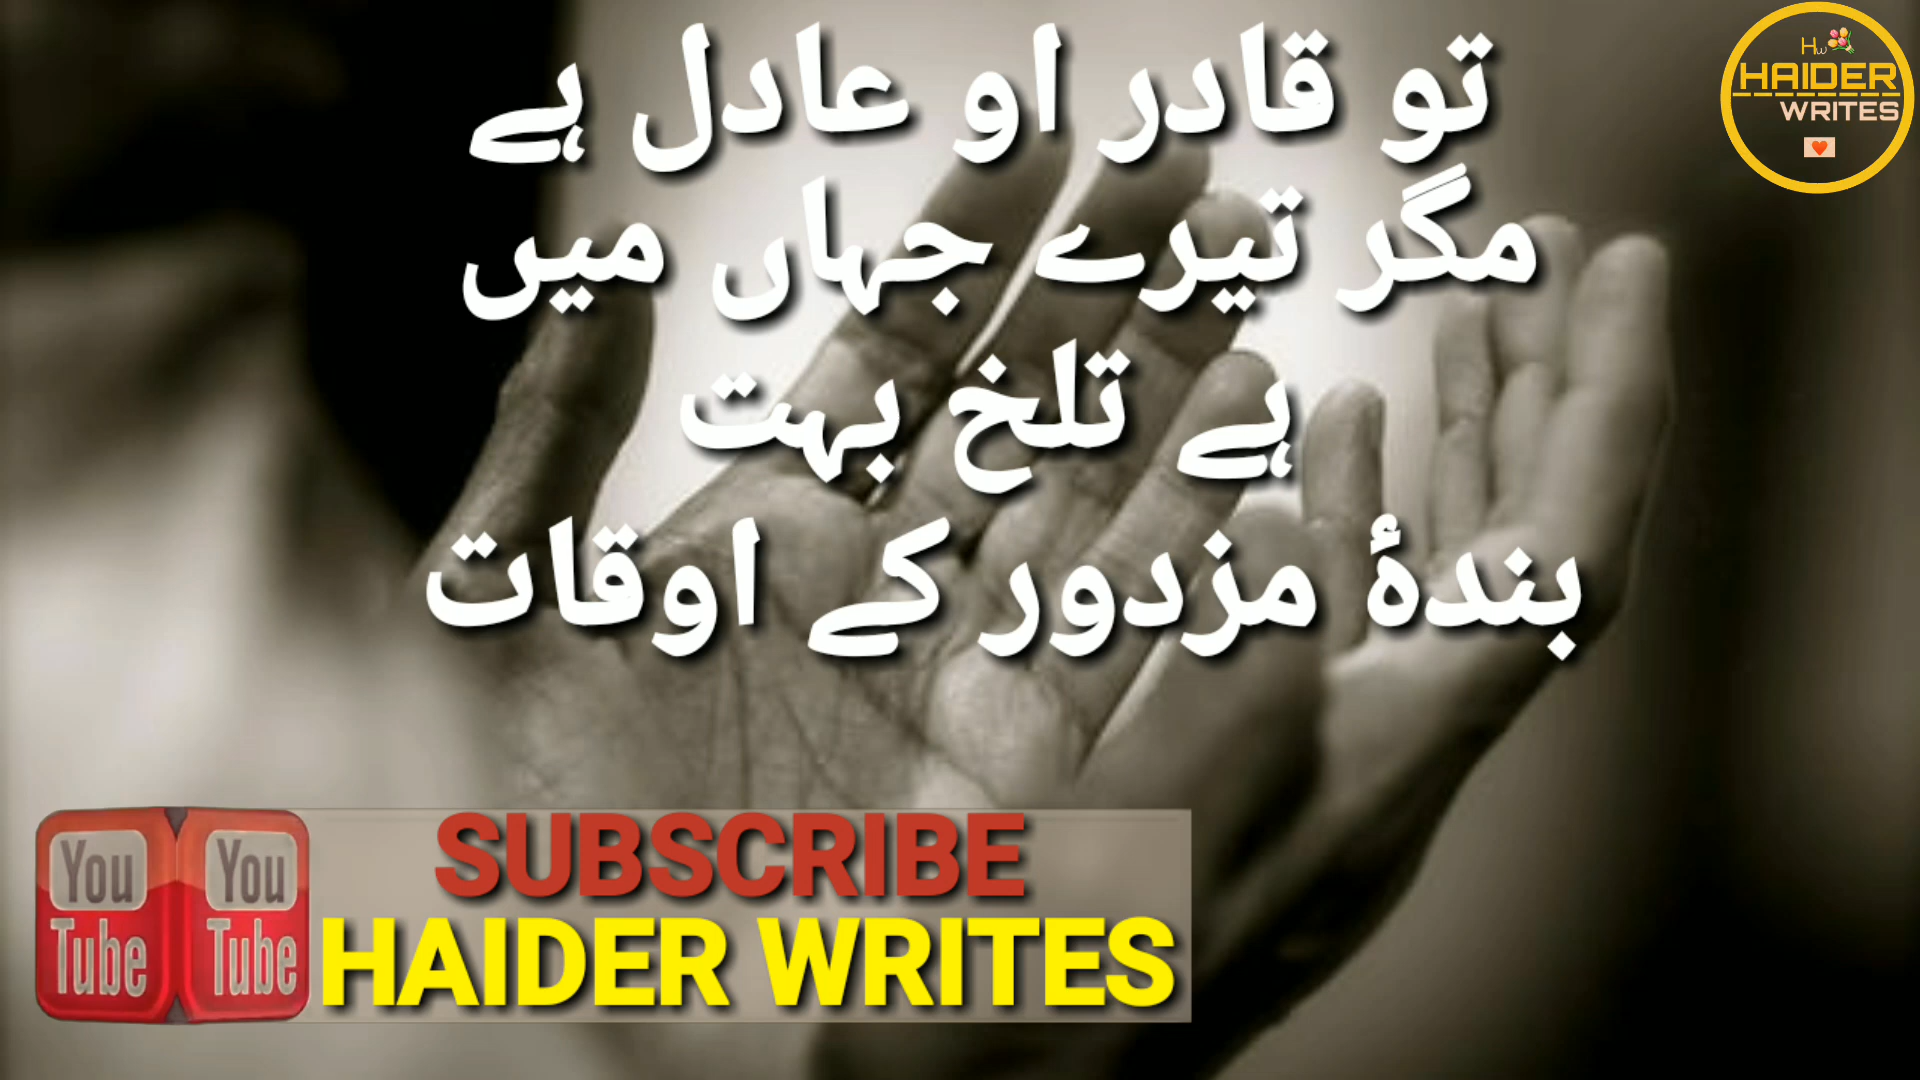 تو قادر او عادل ہے
مگر تیرے جہاں میں
ہے تلخ بہت
بندۂ مزدور کے اوقات
Hw
HAIDER
WRITES
You You
Tube Tube
SUBSCRIBE
HAIDER WRITES